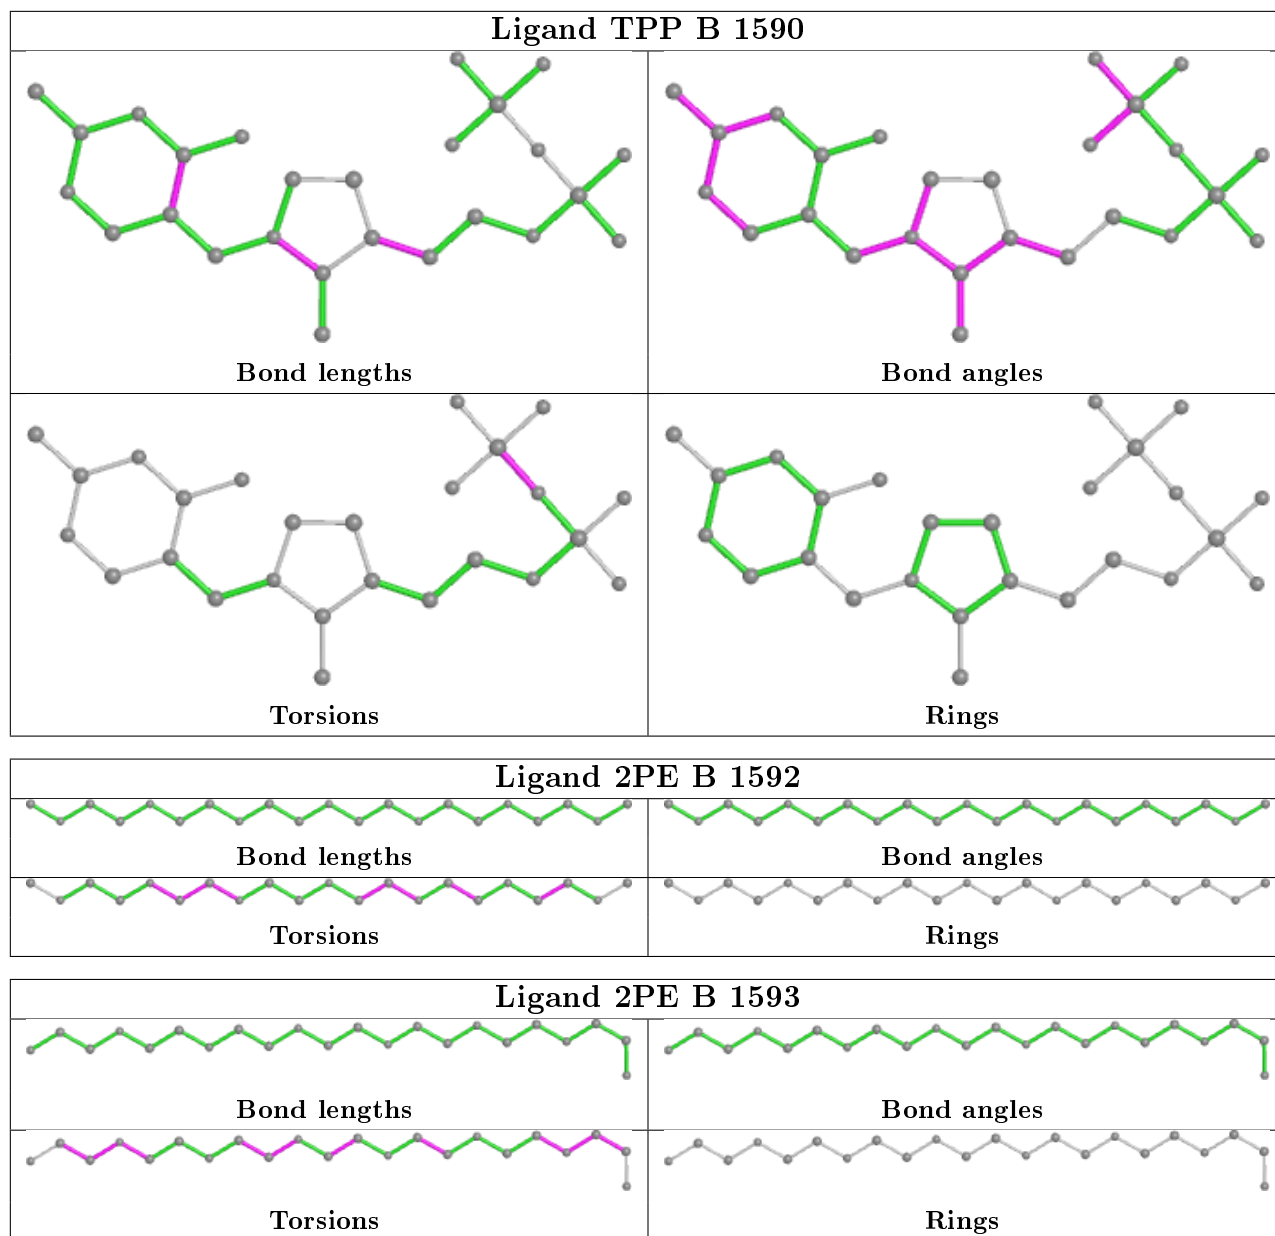 Ligand TPP B 1590
Bond lengths
Bond angles
Torsions
Rings
Ligand 2PE B 1592
Bond lengths
Bond angles
Torsions
Rings
Ligand 2PE B 1593
Bond lengths
Bond angles
Torsions
Rings